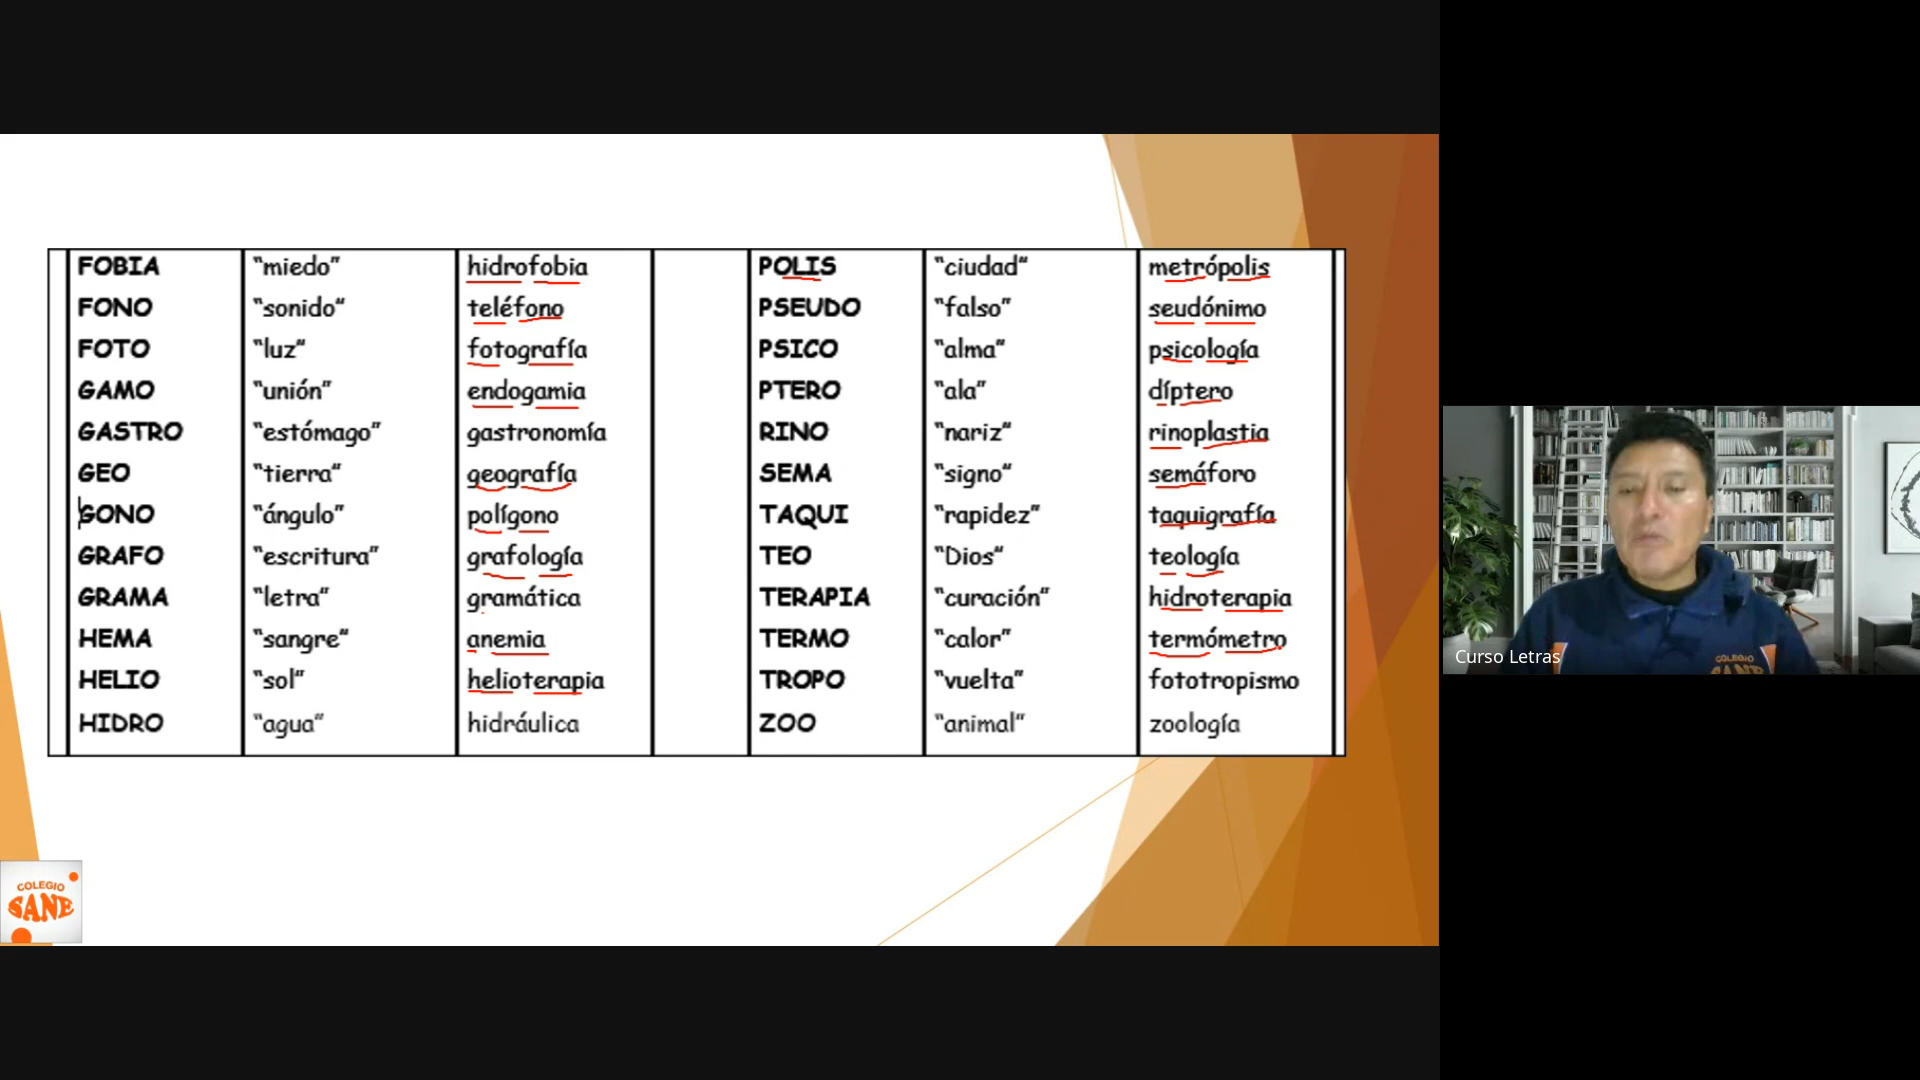 FOBIA "miedo" hidrofobia POLIS "ciudad" metrópolis
FONO "sonido" teléfono PSEUDO "falso" seudónimo
FOTO "luz" fotografía PSICO "alma" psicología
GAMO "unión" endogamia PTERO "ala" díptero
GASTRO "estómago" gastronomía RINO "nariz" rinoplastia
GEO "tierra" geografía SEMA "signo" semáforo
GONO "ángulo" polígono TAQUI "rapidez" taquigrafía
GRAFO "escritura" grafología TEO "Dios" teología
GRAMA "letra" gramática TERAPIA "curación" hidroterapia
HEMA "sangre" anemia TERMO "calor" termómetro
HELIO "sol" helioterapia TROPO "vuelta" fototropismo
HIDRO "agua" hidráulica ZOO "animal" zoología
COLEGIO
SANE
Curso Letras
COLEGIO
SANE